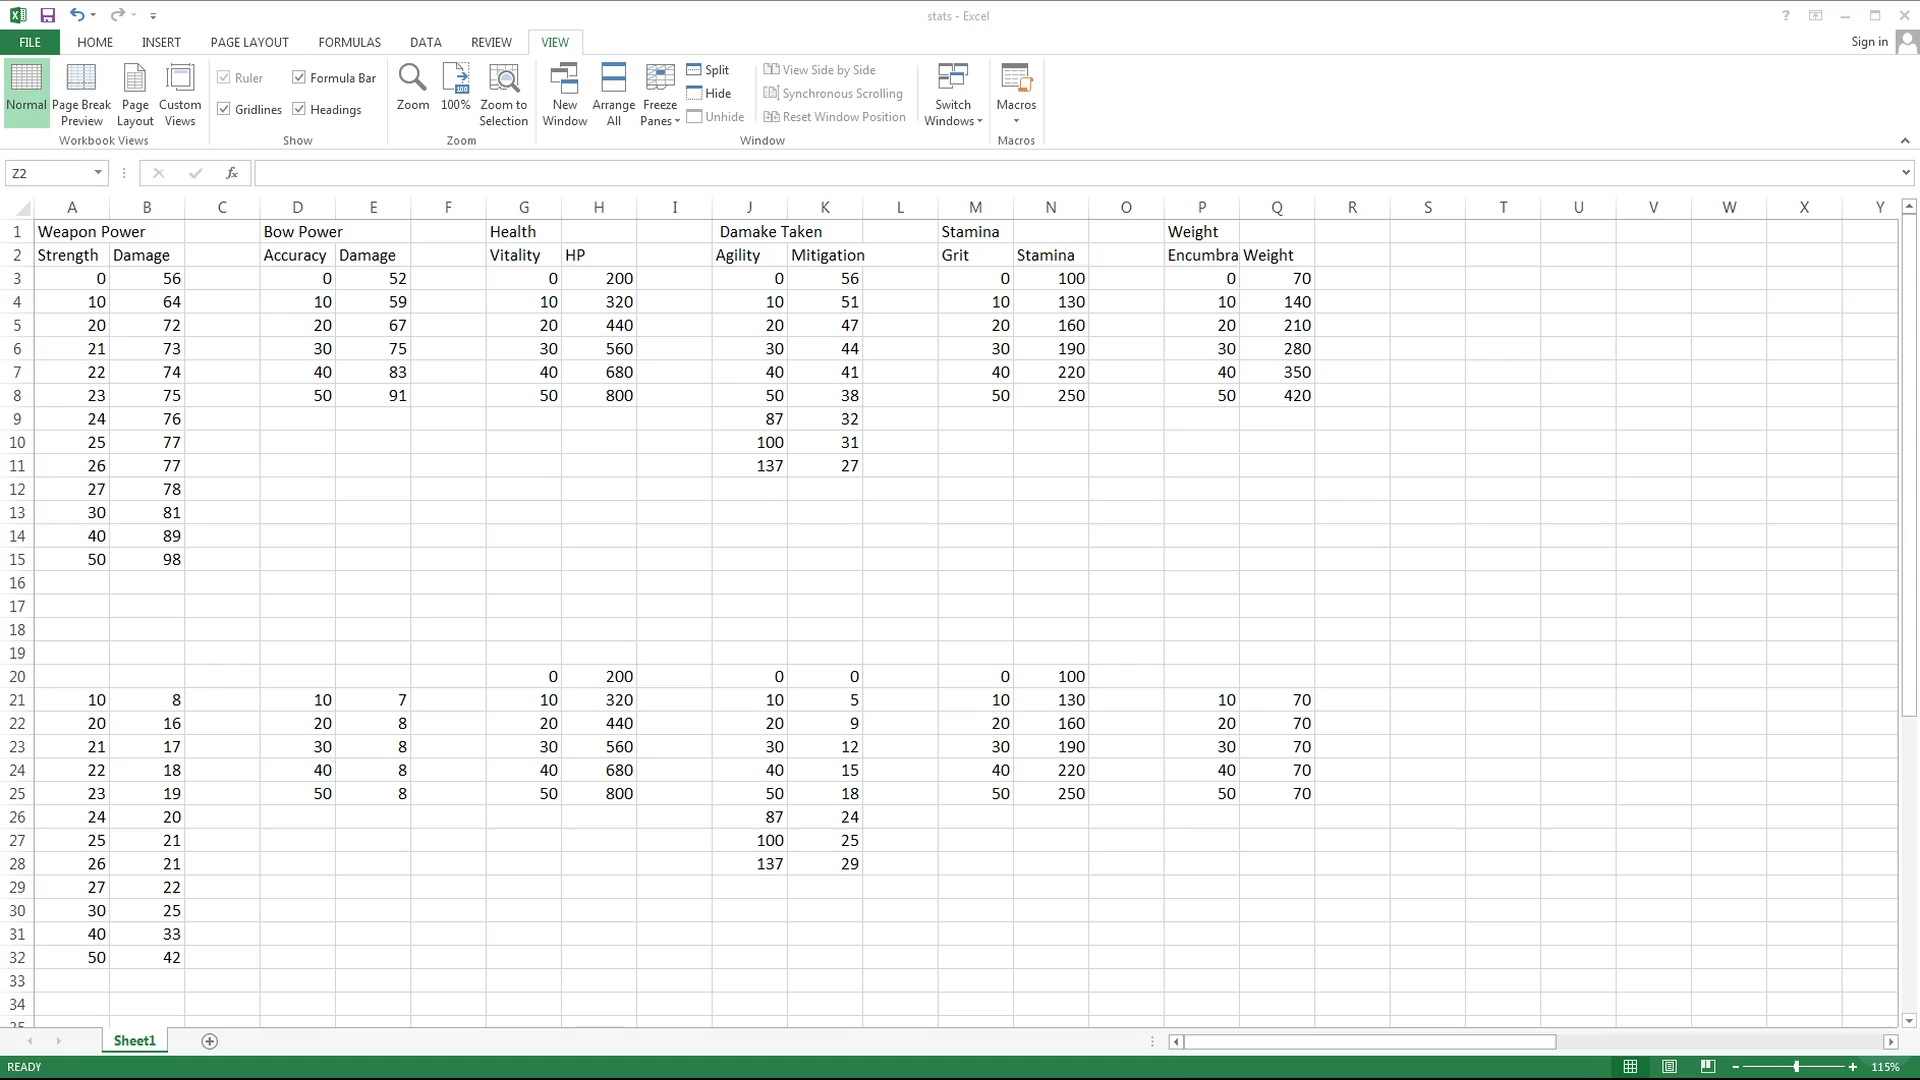 stats - Excel
FILE HOME INSERT PAGE LAYOUT FORMULAS DATA REVIEW VIEW Sign in
Normal Page Break Preview Page Layout Custom Views
Workbook Views
Ruler Formula Bar
Gridlines Headings
Show
Zoom 100% Zoom to Selection
Zoom
New Window Arrange All Freeze Panes
Split
Hide
Unhide
View Side by Side
Synchronous Scrolling
Reset Window Position
Switch Windows
Window
Macros
Macros
Z2 fx
A B C D E F G H I J K L M N O P Q R S T U V W X Y
1 Weapon Power Bow Power Health Damake Taken Stamina Weight
2 Strength Damage Accuracy Damage Vitality HP Agility Mitigation Grit Stamina Encumbra Weight
3 0 56 0 52 0 200 0 56 0 100 0 70
4 10 64 10 59 10 320 10 51 10 130 10 140
5 20 72 20 67 20 440 20 47 20 160 20 210
6 21 73 30 75 30 560 30 44 30 190 30 280
7 22 74 40 83 40 680 40 41 40 220 40 350
8 23 75 50 91 50 800 50 38 50 250 50 420
9 24 76 87 32
10 25 77 100 31
11 26 77 137 27
12 27 78
13 30 81
14 40 89
15 50 98
16
17
18
19
20 0 200 0 0 0 100
21 10 8 10 7 10 320 10 5 10 130 10 70
22 20 16 20 8 20 440 20 9 20 160 20 70
23 21 17 30 8 30 560 30 12 30 190 30 70
24 22 18 40 8 40 680 40 15 40 220 40 70
25 23 19 50 8 50 800 50 18 50 250 50 70
26 24 20 87 24
27 25 21 100 25
28 26 21 137 29
29 27 22
30 30 25
31 40 33
32 50 42
33
34
Sheet1
READY 115%